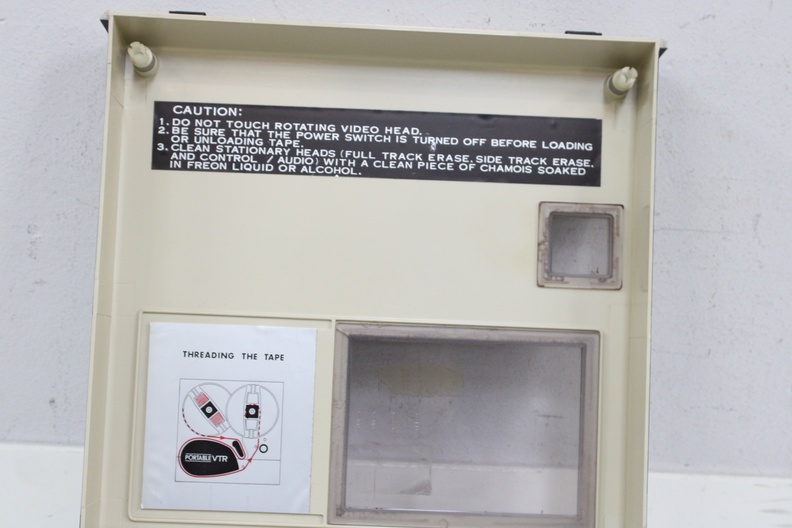 CAUTION:
1. DO NOT TOUCH ROTATING VIDEO HEAD.
2. BE SURE THAT THE POWER SWITCH IS TURNED OFF BEFORE LOADING
OR UNLOADING TAPE.
3. CLEAN STATIONARY HEADS (FULL TRACK ERASE, SIDE TRACK ERASE,
AND CONTROL / AUDIO) WITH A CLEAN PIECE OF CHAMOIS SOAKED
IN FREON LIQUID OR ALCOHOL.
THREADING THE TAPE
PORTABLE VTR